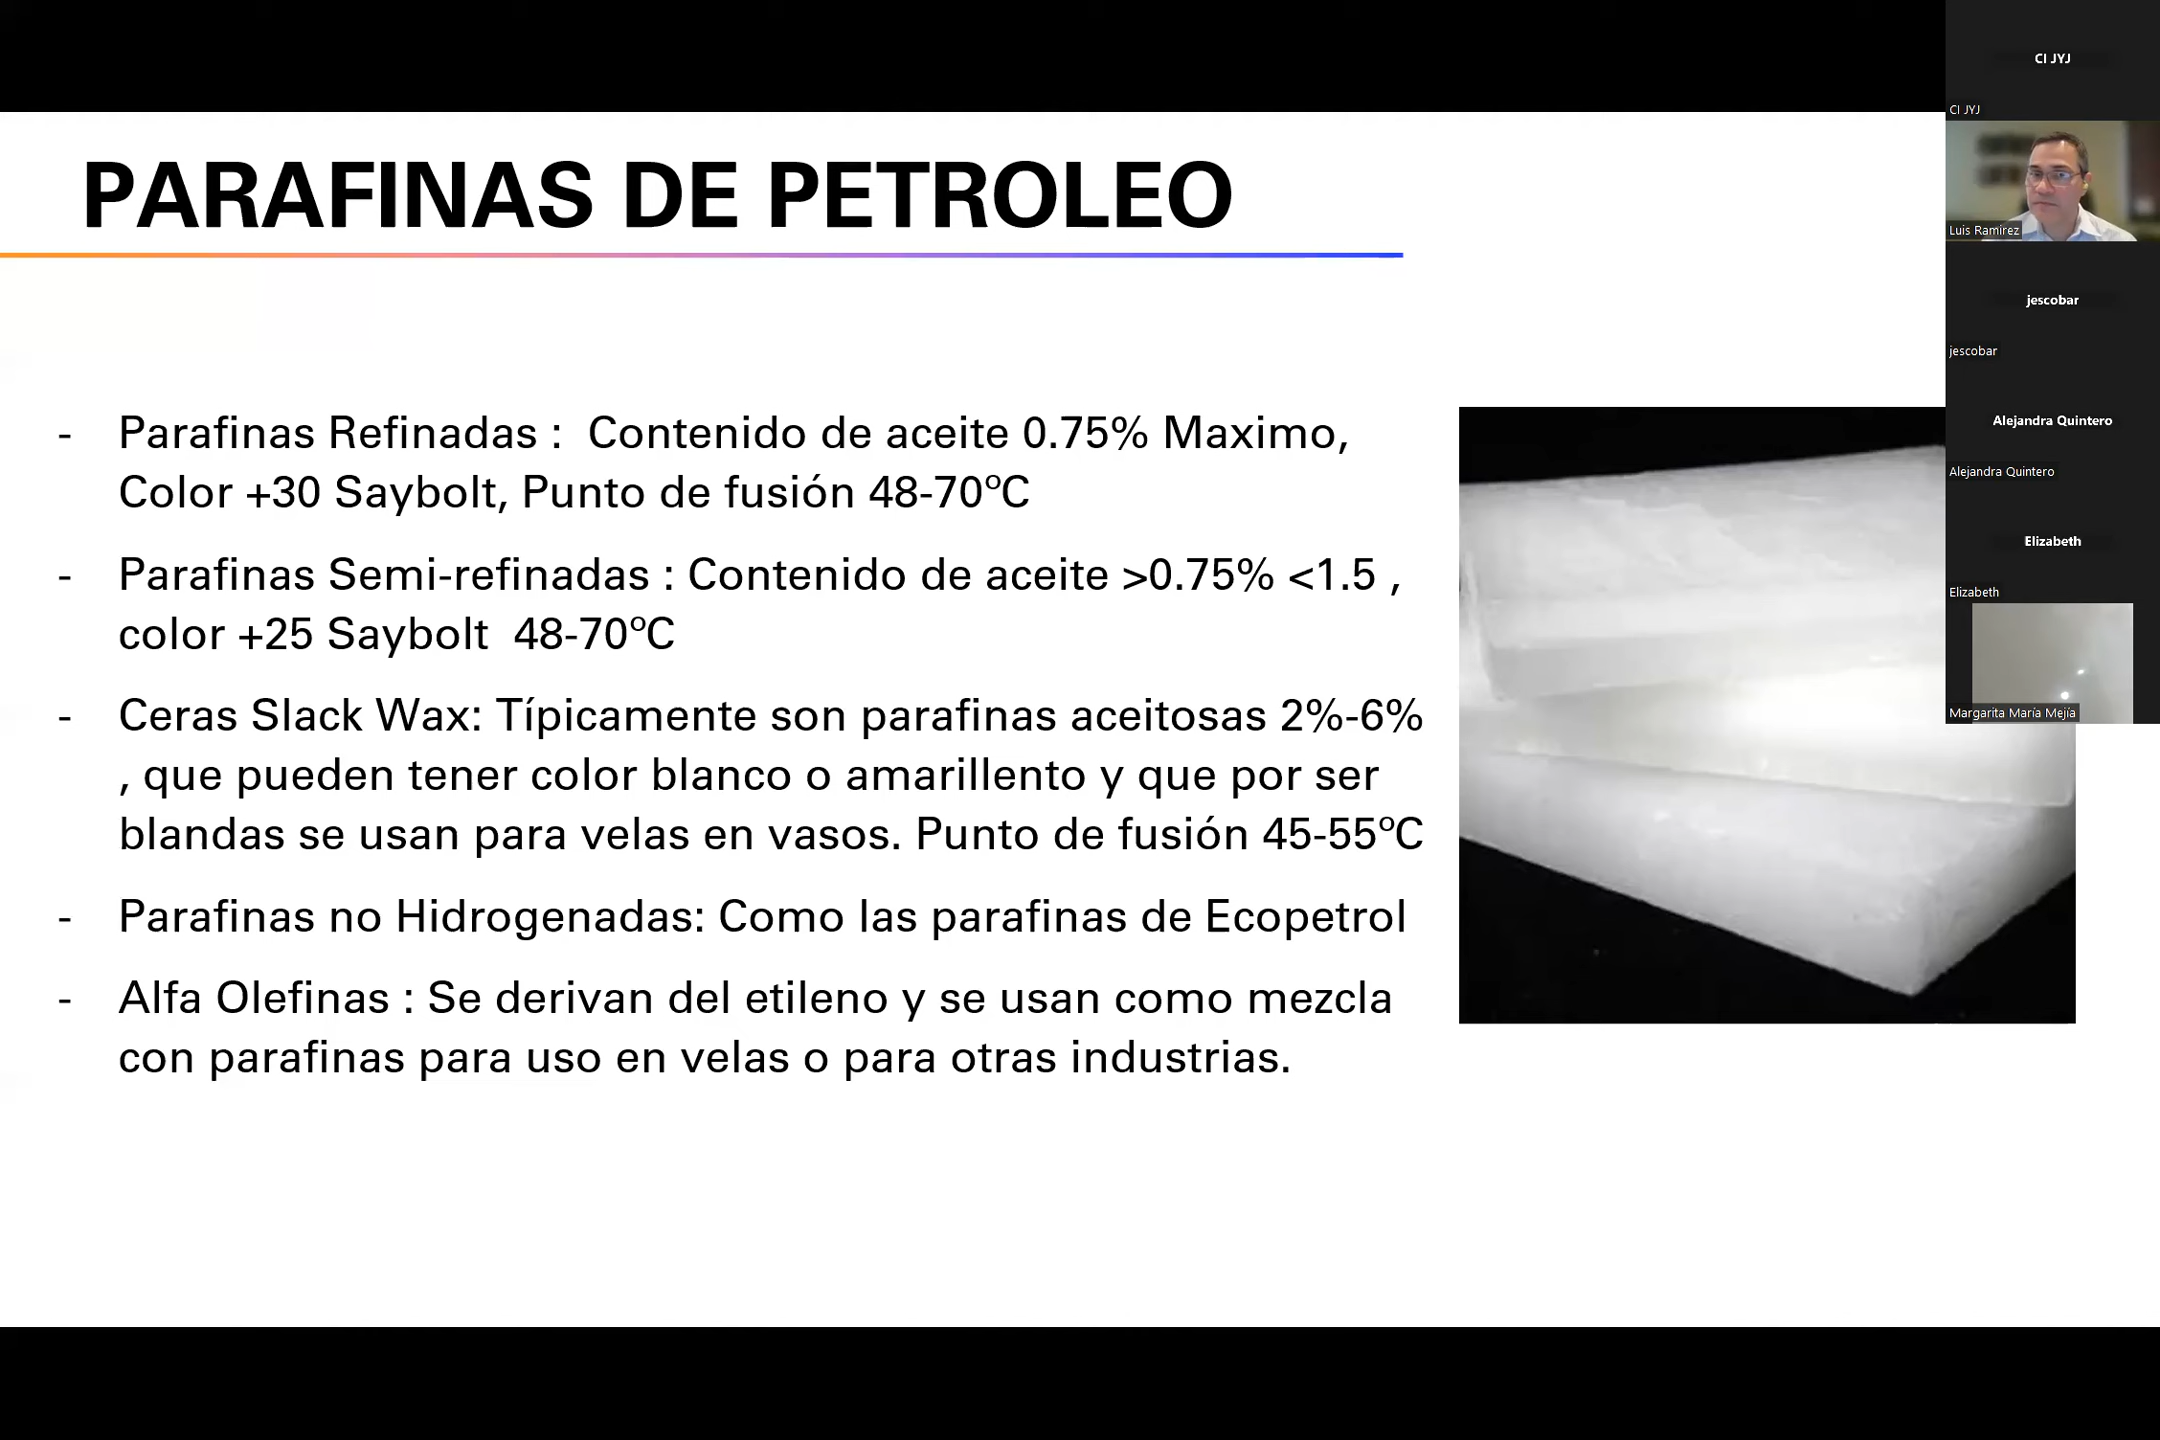 PARAFINAS DE PETROLEO
- Parafinas Refinadas :  Contenido de aceite 0.75% Maximo,
Color +30 Saybolt, Punto de fusión 48-70ºC
- Parafinas Semi-refinadas : Contenido de aceite >0.75% <1.5 ,
color +25 Saybolt  48-70ºC
- Ceras Slack Wax: Típicamente son parafinas aceitosas 2%-6%
, que pueden tener color blanco o amarillento y que por ser
blandas se usan para velas en vasos. Punto de fusión 45-55ºC
- Parafinas no Hidrogenadas: Como las parafinas de Ecopetrol
- Alfa Olefinas : Se derivan del etileno y se usan como mezcla
con parafinas para uso en velas o para otras industrias.
CI JYJ
CI JYJ
Luis Ramirez
jescobar
jescobar
Alejandra Quintero
Alejandra Quintero
Elizabeth
Elizabeth
Margarita María Mejía